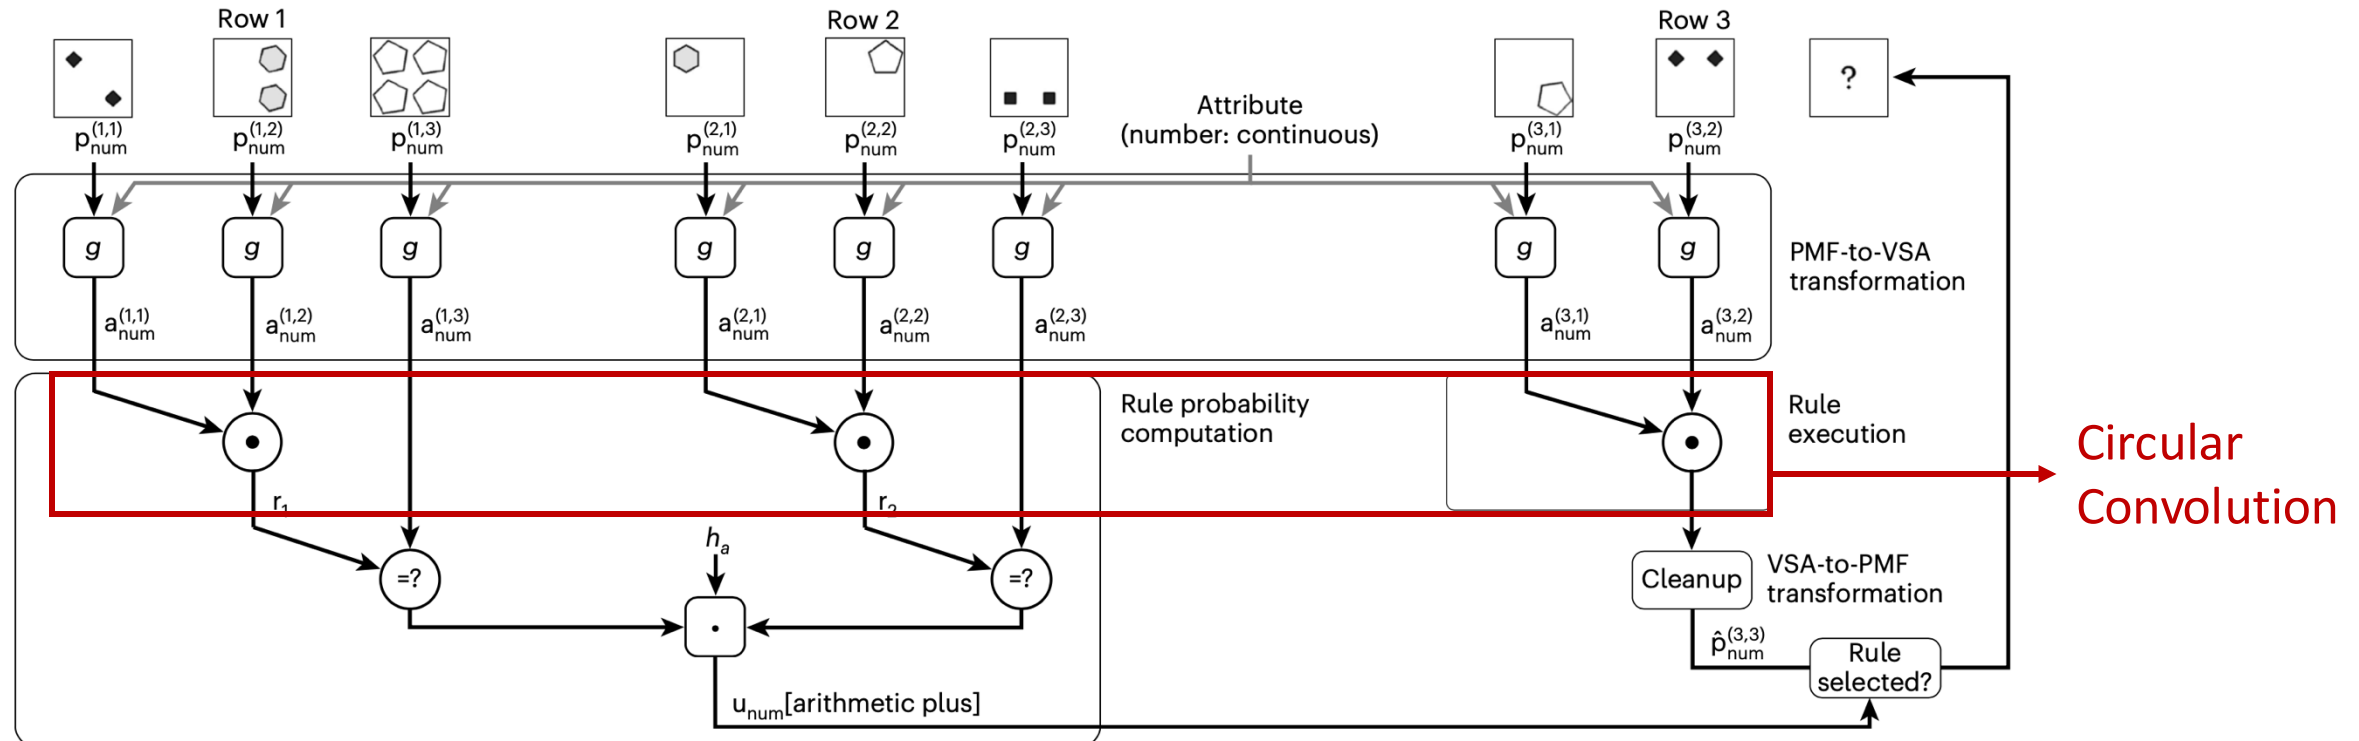 Row 1
Row 2
Row 3
?
Attribute
(number: continuous)
p(1,1)num
p(1,2)num
p(1,3)num
p(2,1)num
p(2,2)num
p(2,3)num
p(3,1)num
p(3,2)num
g
g
g
g
g
g
g
g
PMF-to-VSA
transformation
a(1,1)num
a(1,2)num
a(1,3)num
a(2,1)num
a(2,2)num
a(2,3)num
a(3,1)num
a(3,2)num
Rule probability
computation
Rule
execution
Circular
Convolution
r1
r2
ha
=?
=?
Cleanup
VSA-to-PMF
transformation
p̂(3,3)num
Rule
selected?
unum[arithmetic plus]